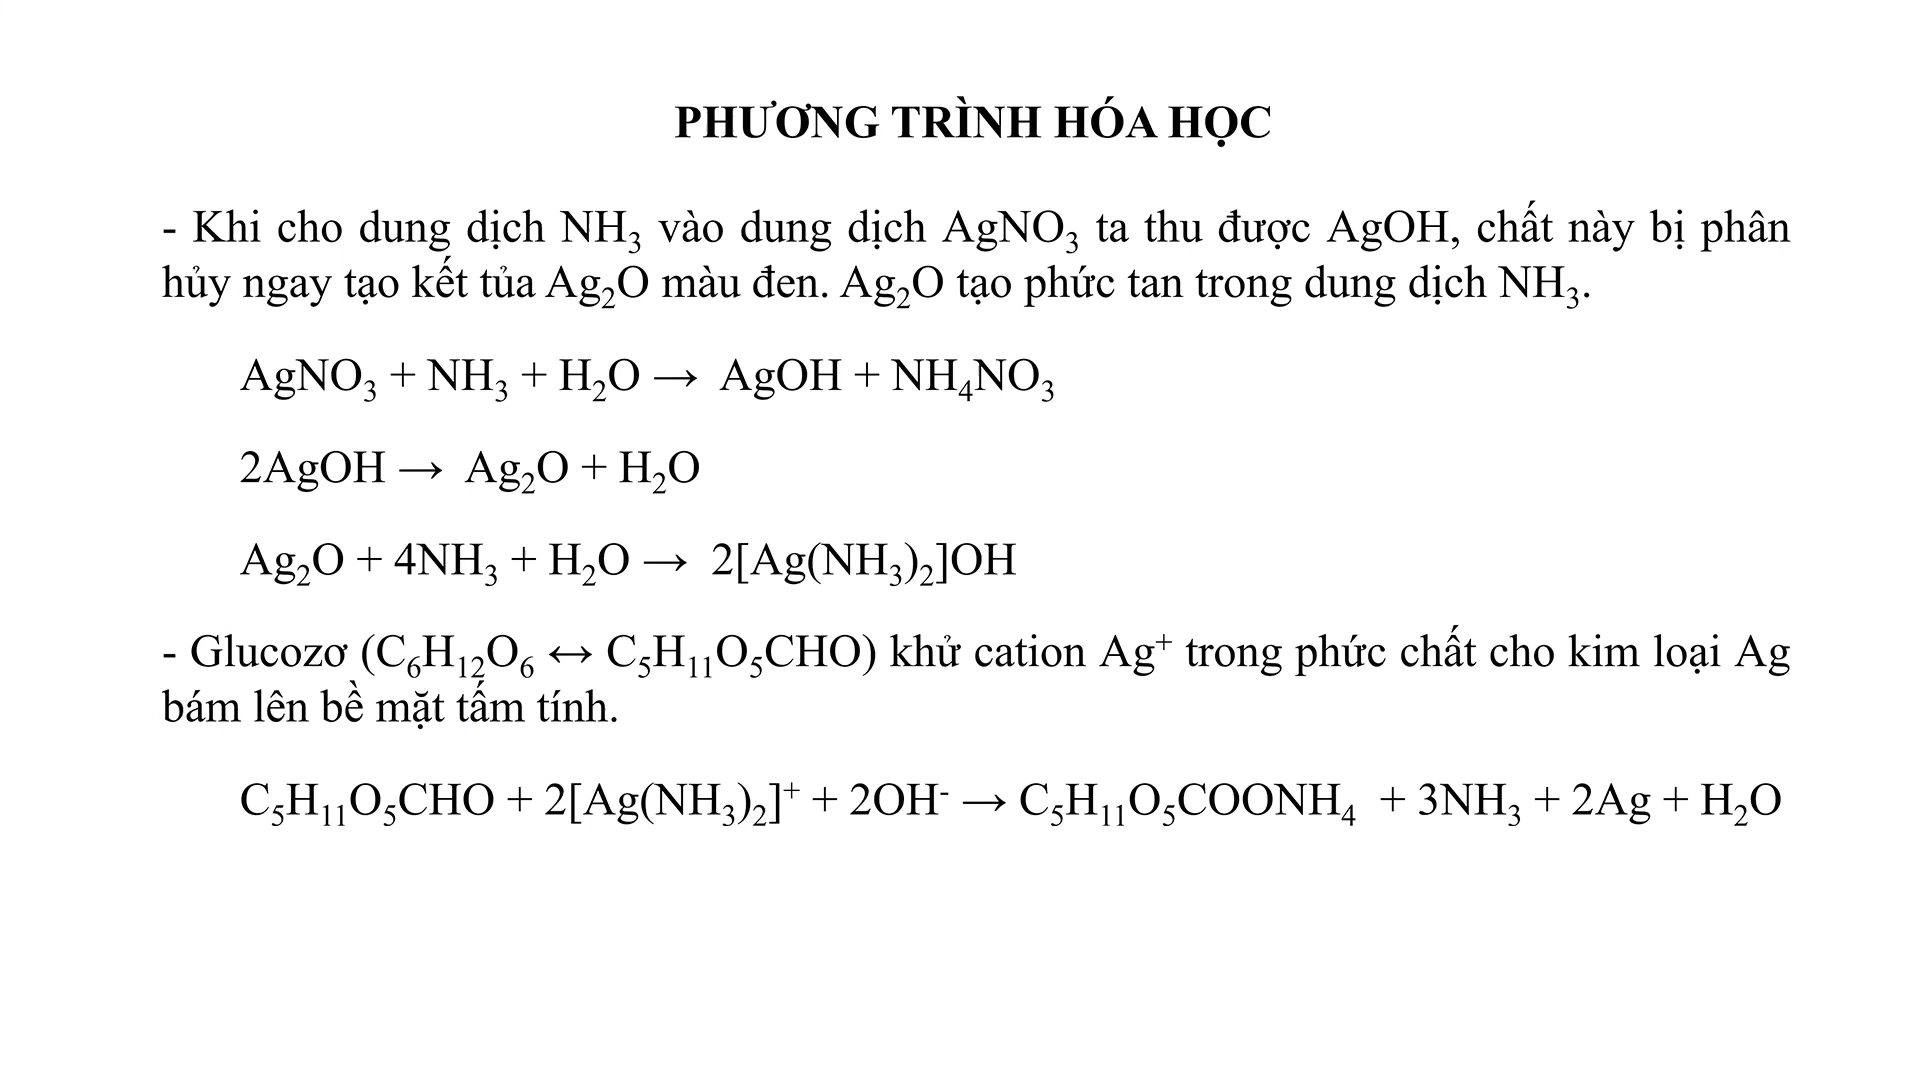 PHƯƠNG TRÌNH HÓA HỌC
- Khi cho dung dịch NH₃ vào dung dịch AgNO₃ ta thu được AgOH, chất này bị phân
hủy ngay tạo kết tủa Ag₂O màu đen. Ag₂O tạo phức tan trong dung dịch NH₃.
AgNO₃ + NH₃ + H₂O → AgOH + NH₄NO₃
2AgOH → Ag₂O + H₂O
Ag₂O + 4NH₃ + H₂O → 2[Ag(NH₃)₂]OH
- Glucozơ (C₆H₁₂O₆ ↔ C₅H₁₁O₅CHO) khử cation Ag⁺ trong phức chất cho kim loại Ag
bám lên bề mặt tấm tính.
C₅H₁₁O₅CHO + 2[Ag(NH₃)₂]⁺ + 2OH⁻ → C₅H₁₁O₅COONH₄ + 3NH₃ + 2Ag + H₂O